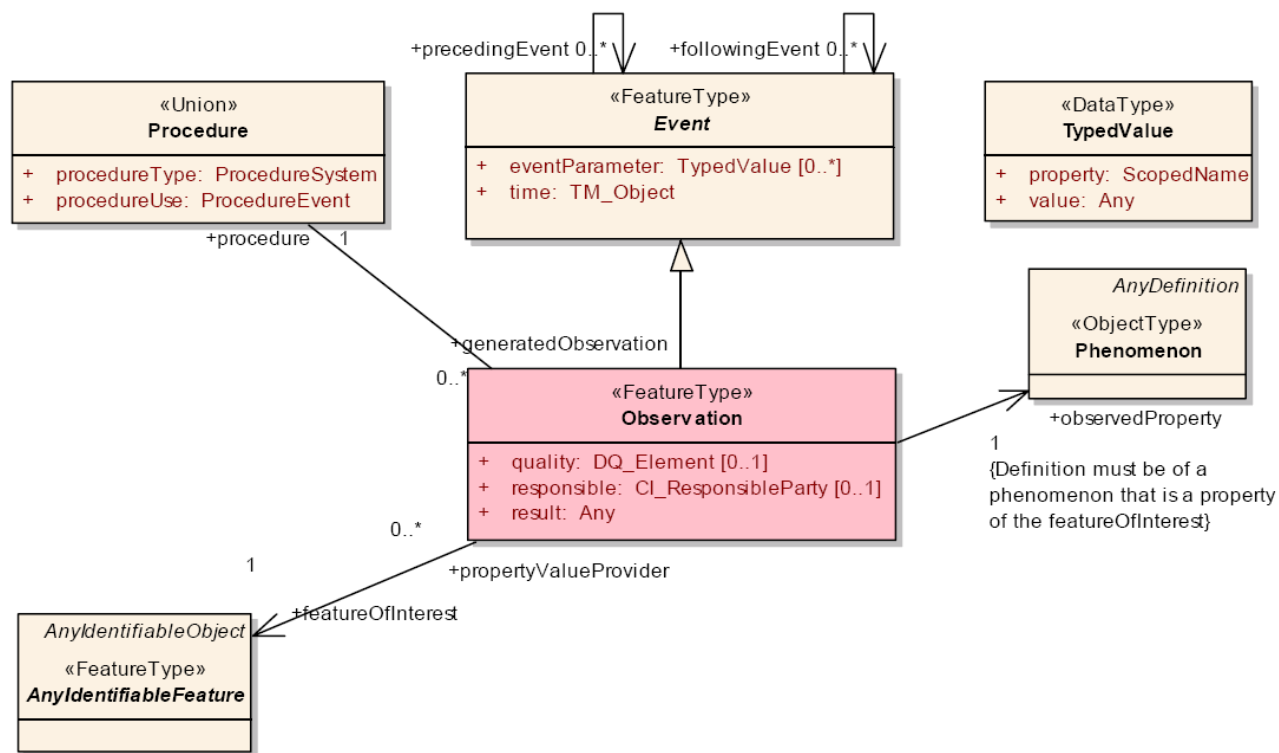 +precedingEvent 0..*
+followingEvent 0..*
«Union»
Procedure
+ procedureType: ProcedureSystem
+ procedureUse: ProcedureEvent
«FeatureType»
Event
+ eventParameter: TypedValue [0..*]
+ time: TM_Object
«DataType»
TypedValue
+ property: ScopedName
+ value: Any
+procedure 1
AnyDefinition
«ObjectType»
Phenomenon
+generatedObservation
0..*
«FeatureType»
Observation
+ quality: DQ_Element [0..1]
+ responsible: CI_ResponsibleParty [0..1]
+ result: Any
+observedProperty
1
{Definition must be of a
phenomenon that is a property
of the featureOfInterest}
0..*
+propertyValueProvider
1
+featureOfInterest
AnyIdentifiableObject
«FeatureType»
AnyIdentifiableFeature